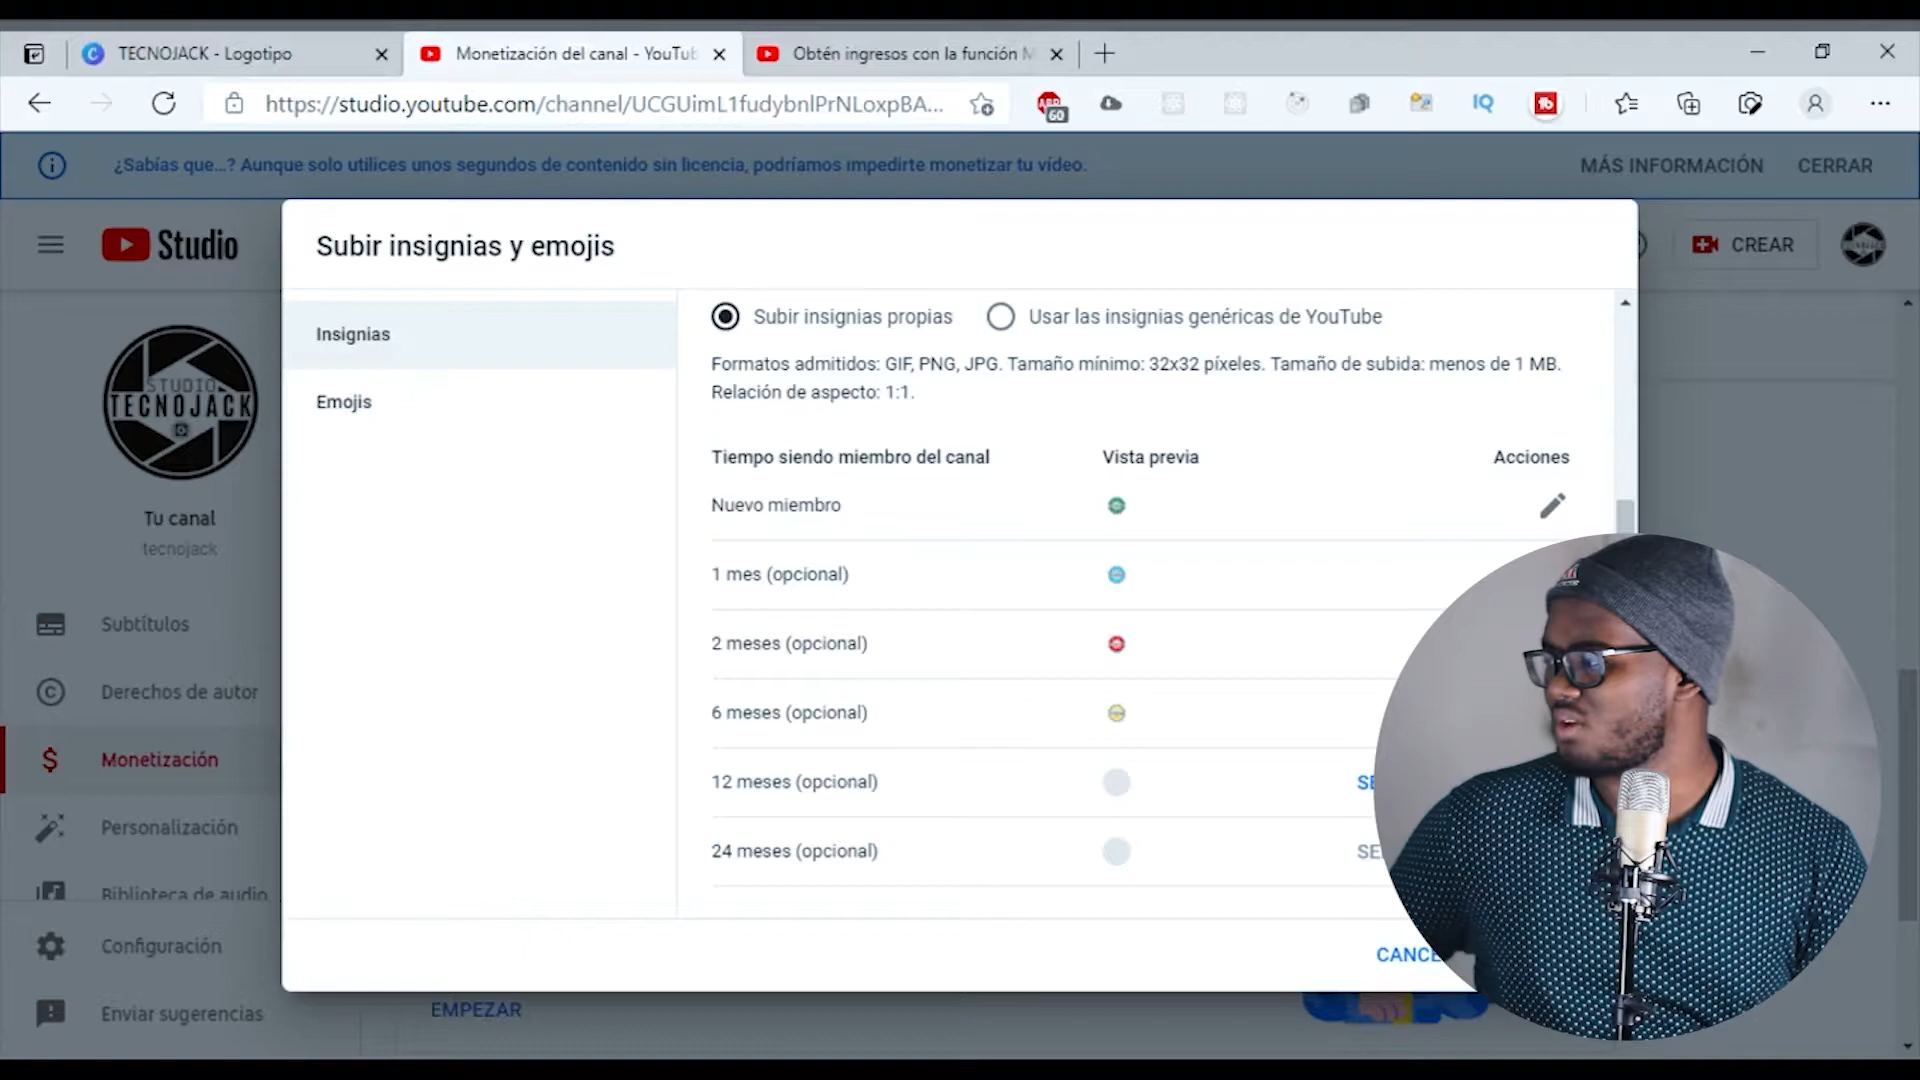 TECNOJACK - Logotipo
Monetización del canal - YouTub
Obtén ingresos con la función M
https://studio.youtube.com/channel/UCGUimL1fudybnlPrNLoxpBA...
ABP
60
IQ
tb
¿Sabías que...? Aunque solo utilices unos segundos de contenido sin licencia, podríamos impedirte monetizar tu vídeo.
MÁS INFORMACIÓN
CERRAR
Studio
CREAR
STUDIO
TECNOJACK
Tu canal
tecnojack
Subtítulos
Derechos de autor
Monetización
Personalización
Biblioteca de audio
Configuración
Enviar sugerencias
Subir insignias y emojis
Insignias
Emojis
Subir insignias propias
Usar las insignias genéricas de YouTube
Formatos admitidos: GIF, PNG, JPG. Tamaño mínimo: 32x32 píxeles. Tamaño de subida: menos de 1 MB.
Relación de aspecto: 1:1.
Tiempo siendo miembro del canal
Vista previa
Acciones
Nuevo miembro
1 mes (opcional)
2 meses (opcional)
6 meses (opcional)
12 meses (opcional)
SE
24 meses (opcional)
SE
CANCE
EMPEZAR